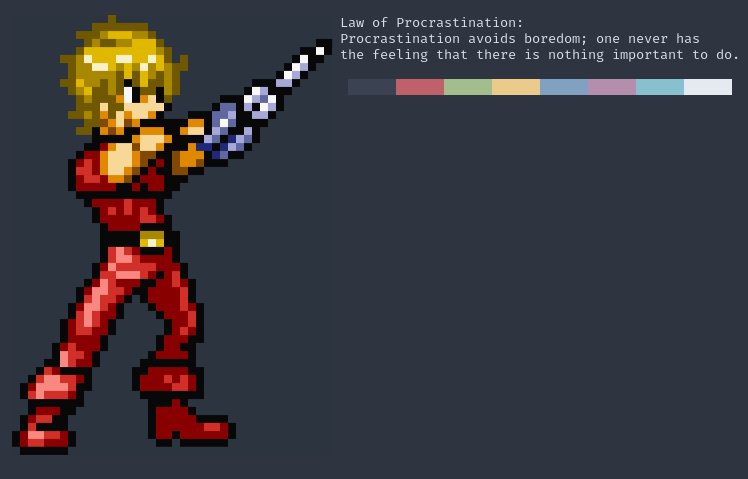 Law of Procrastination:
Procrastination avoids boredom; one never has
the feeling that there is nothing important to do.